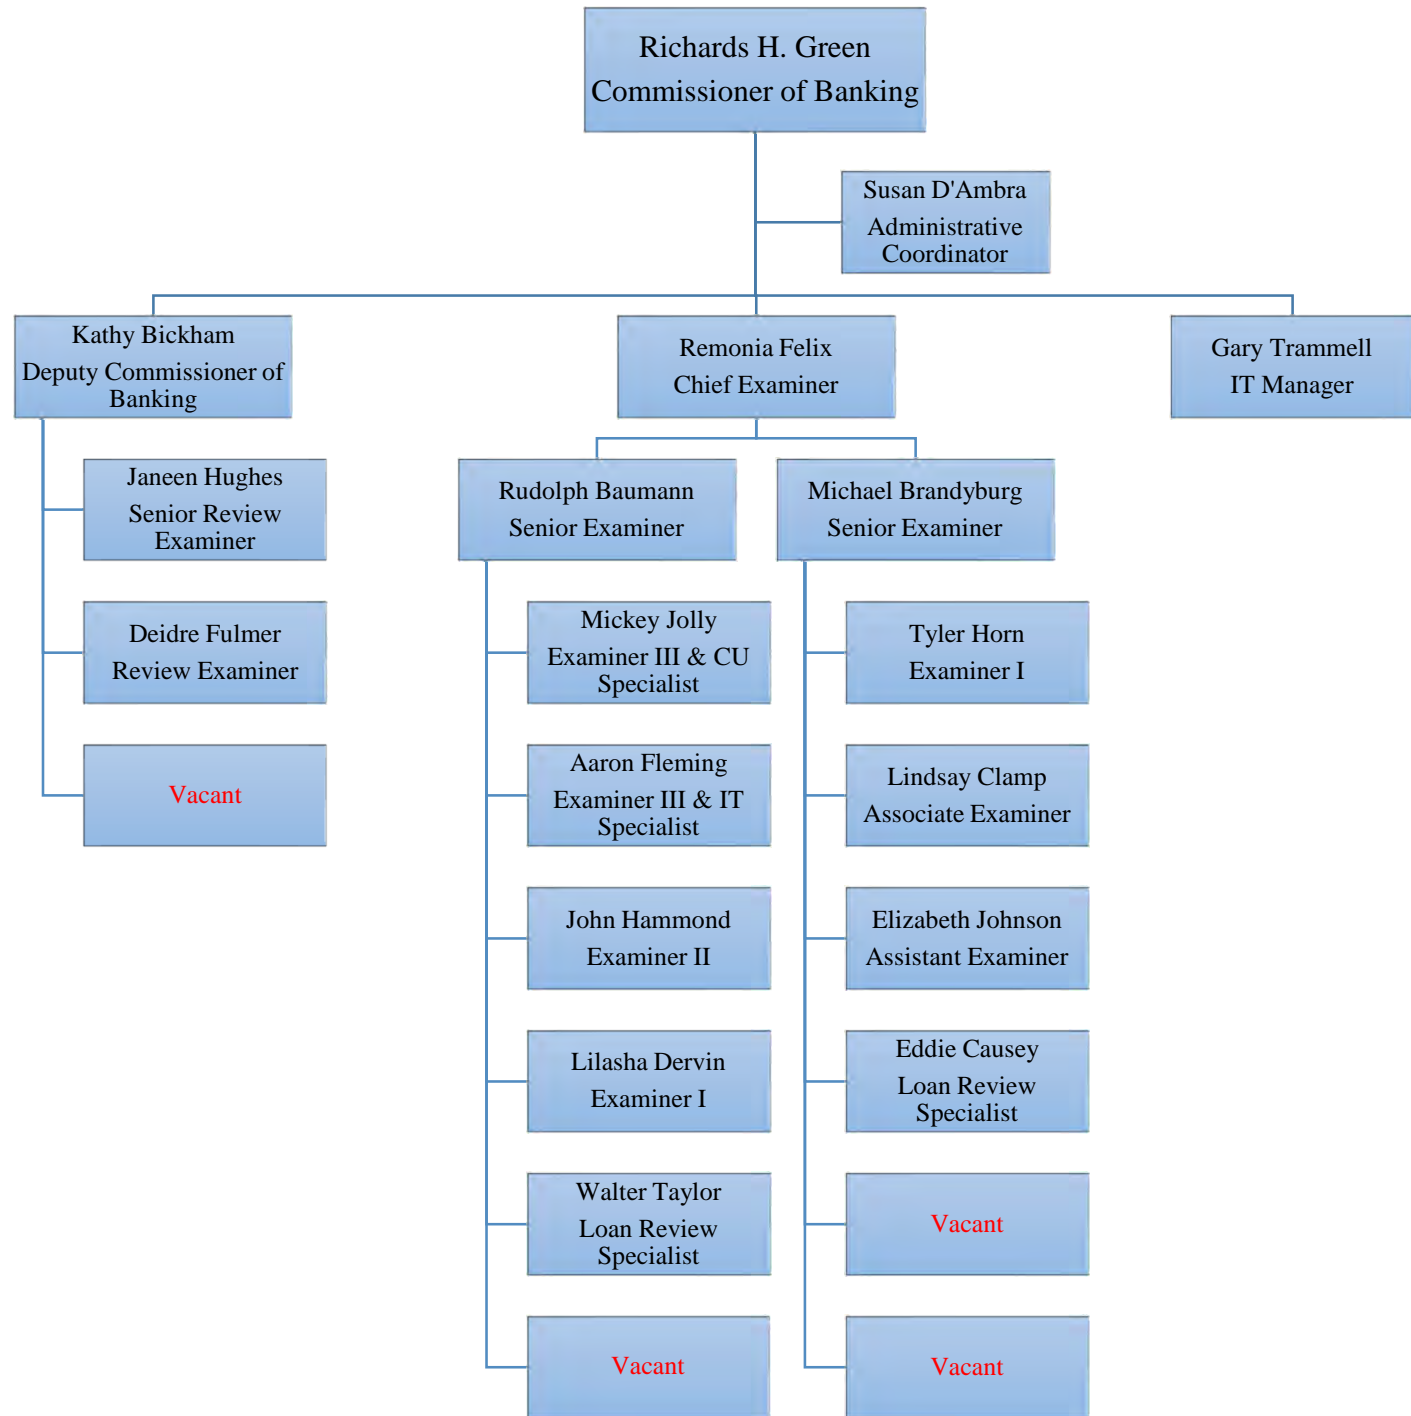 Richards H. Green
Commissioner of Banking
Susan D'Ambra
Administrative
Coordinator
Kathy Bickham
Deputy Commissioner of
Banking
Remonia Felix
Chief Examiner
Gary Trammell
IT Manager
Janeen Hughes
Senior Review
Examiner
Deidre Fulmer
Review Examiner
Vacant
Rudolph Baumann
Senior Examiner
Mickey Jolly
Examiner III & CU
Specialist
Aaron Fleming
Examiner III & IT
Specialist
John Hammond
Examiner II
Lilasha Dervin
Examiner I
Walter Taylor
Loan Review
Specialist
Vacant
Michael Brandyburg
Senior Examiner
Tyler Horn
Examiner I
Lindsay Clamp
Associate Examiner
Elizabeth Johnson
Assistant Examiner
Eddie Causey
Loan Review
Specialist
Vacant
Vacant